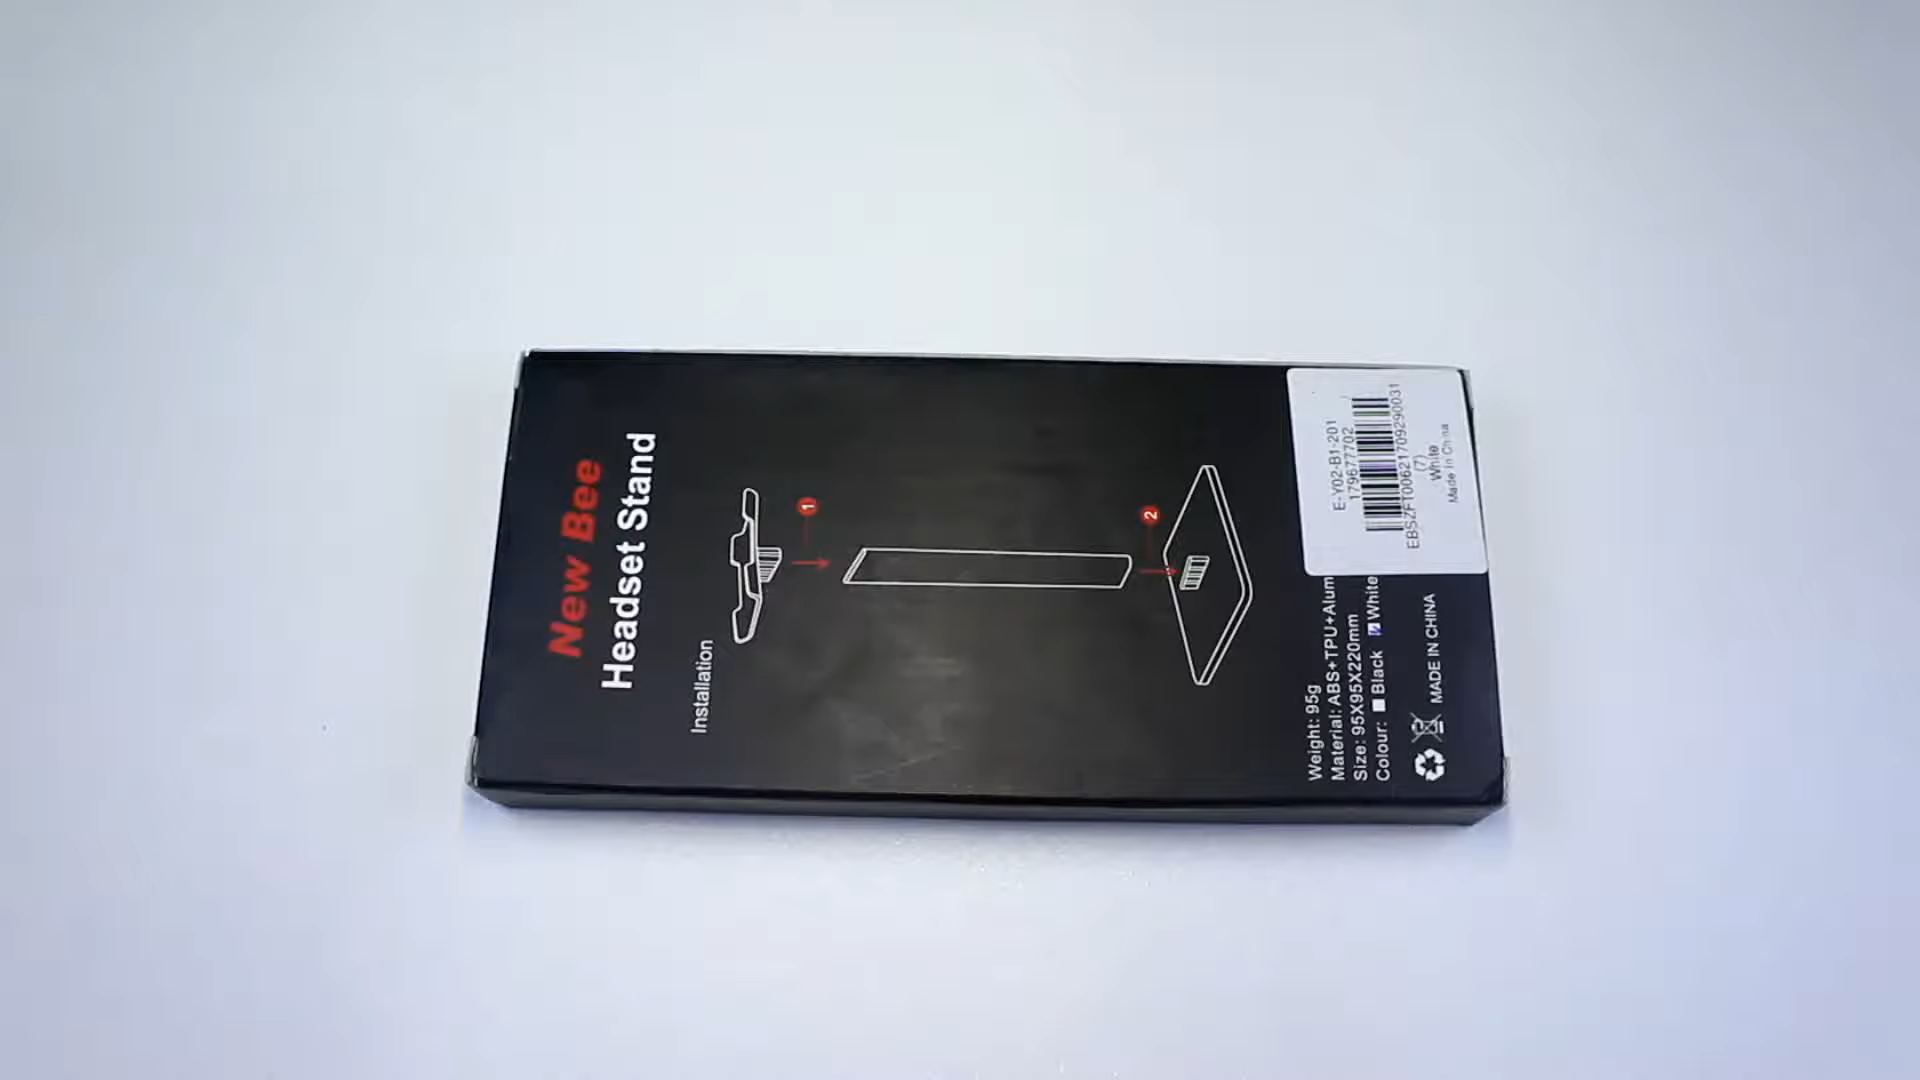 New Bee
Headset Stand
Installation
1
2
Weight: 95g
Material: ABS+TPU+Alum
Size: 95X95X220mm
Colour: Black White
MADE IN CHINA
E-Y02-B1-201
179677702
EBSZFT00621709290031
(7)
White
Made in China